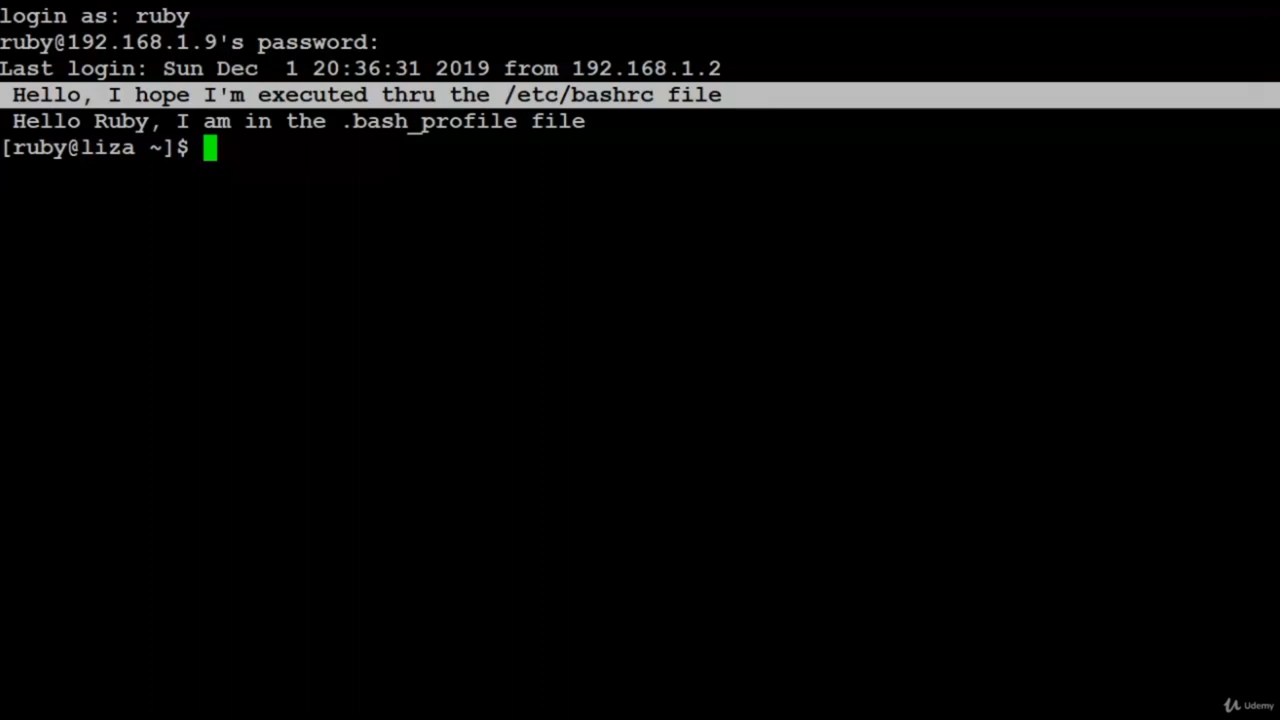 login as: ruby
ruby@192.168.1.9's password:
Last login: Sun Dec  1 20:36:31 2019 from 192.168.1.2
 Hello, I hope I'm executed thru the /etc/bashrc file
 Hello Ruby, I am in the .bash_profile file
[ruby@liza ~]$
Udemy